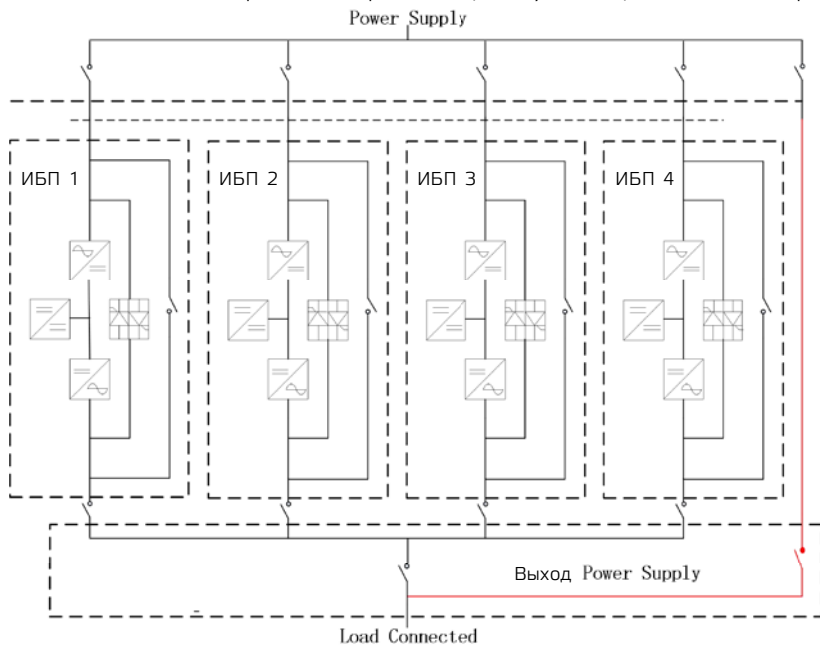 Power Supply
ИБП 1
ИБП 2
ИБП 3
ИБП 4
Выход Power Supply
Load Connected